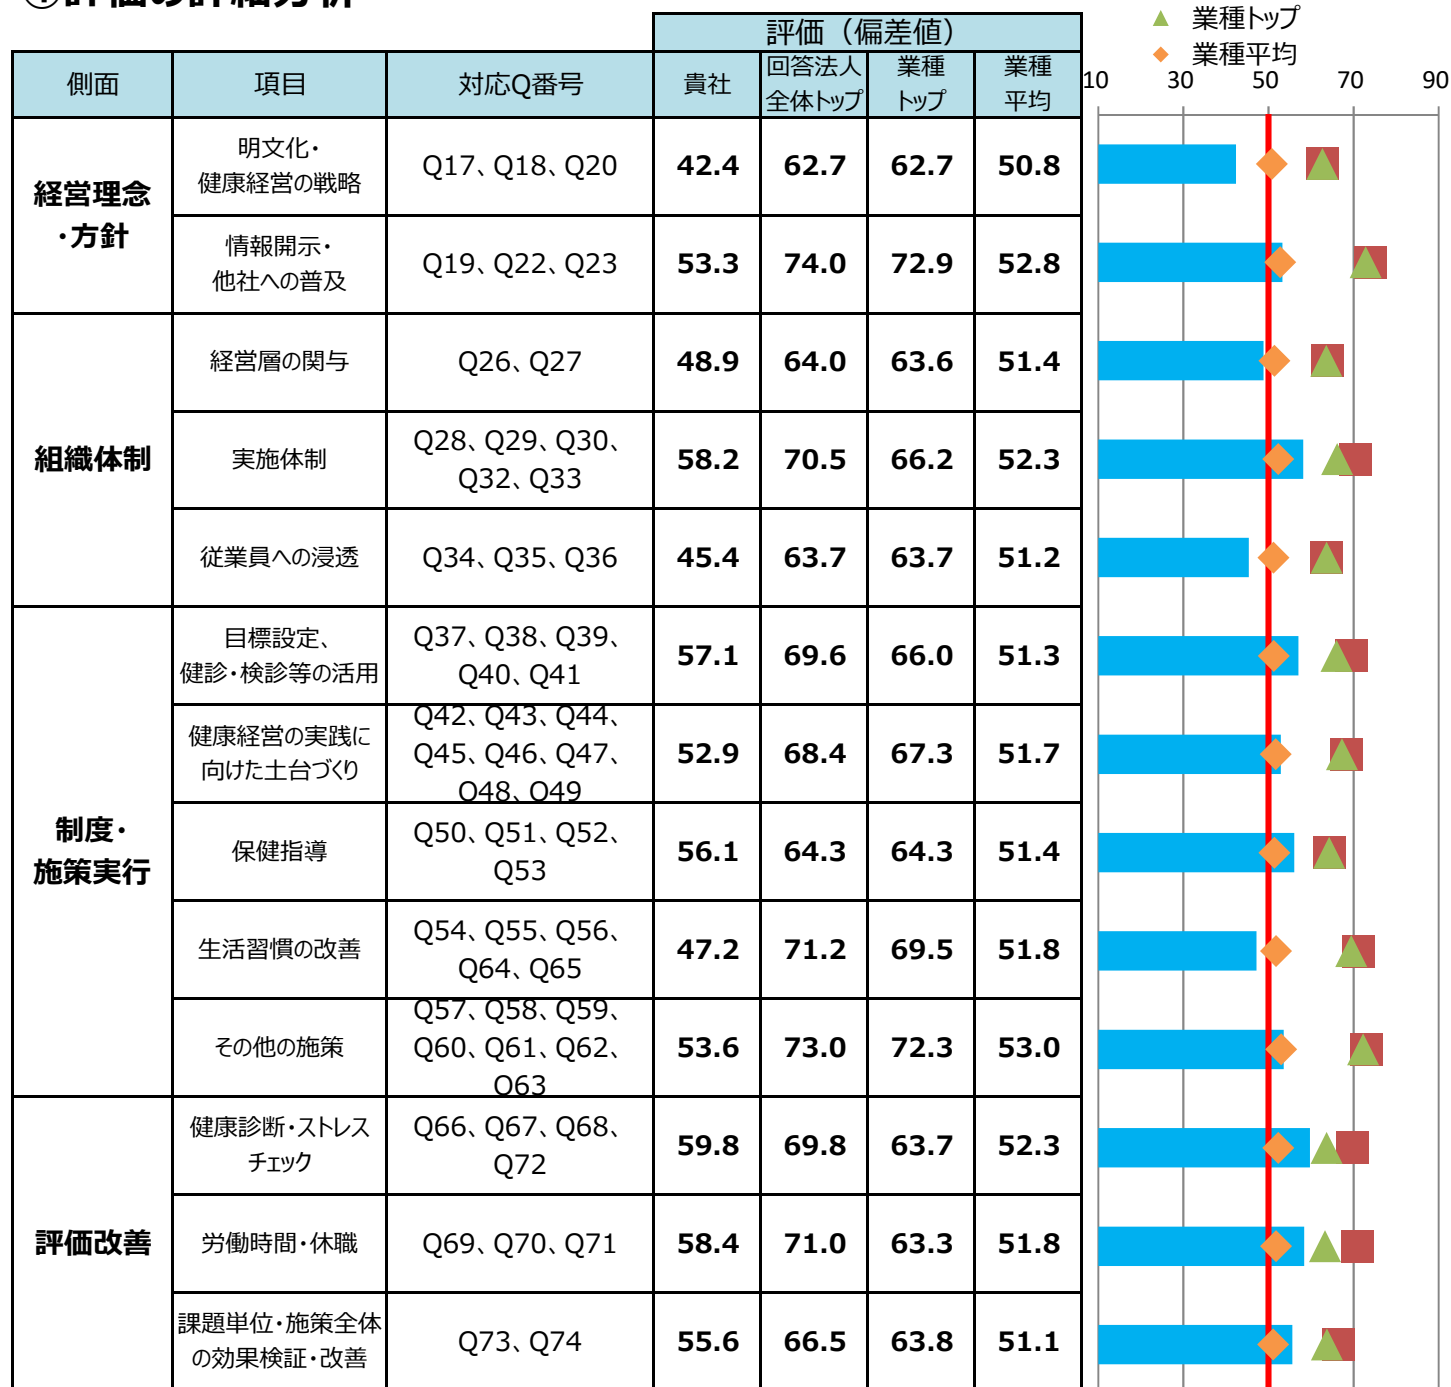 ①評価の詳細分析
▲ 業種トップ
◆ 業種平均
評価（偏差値）
側面 項目 対応Q番号 貴社 回答法人 業種 業種
全体トップ トップ 平均
10 30 50 70 90
経営理念
・方針
明文化・
健康経営の戦略
Q17、Q18、Q20 42.4 62.7 62.7 50.8
情報開示・
他社への普及
Q19、Q22、Q23 53.3 74.0 72.9 52.8
組織体制
経営層の関与 Q26、Q27 48.9 64.0 63.6 51.4
実施体制
Q28、Q29、Q30、
Q32、Q33
58.2 70.5 66.2 52.3
従業員への浸透 Q34、Q35、Q36 45.4 63.7 63.7 51.2
制度・
施策実行
目標設定、
健診・検診等の活用
Q37、Q38、Q39、
Q40、Q41
57.1 69.6 66.0 51.3
健康経営の実践に
向けた土台づくり
Q42、Q43、Q44、
Q45、Q46、Q47、
Q48、Q49
52.9 68.4 67.3 51.7
保健指導
Q50、Q51、Q52、
Q53
56.1 64.3 64.3 51.4
生活習慣の改善
Q54、Q55、Q56、
Q64、Q65
47.2 71.2 69.5 51.8
その他の施策
Q57、Q58、Q59、
Q60、Q61、Q62、
Q63
53.6 73.0 72.3 53.0
評価改善
健康診断・ストレス
チェック
Q66、Q67、Q68、
Q72
59.8 69.8 63.7 52.3
労働時間・休職 Q69、Q70、Q71 58.4 71.0 63.3 51.8
課題単位・施策全体
の効果検証・改善
Q73、Q74 55.6 66.5 63.8 51.1